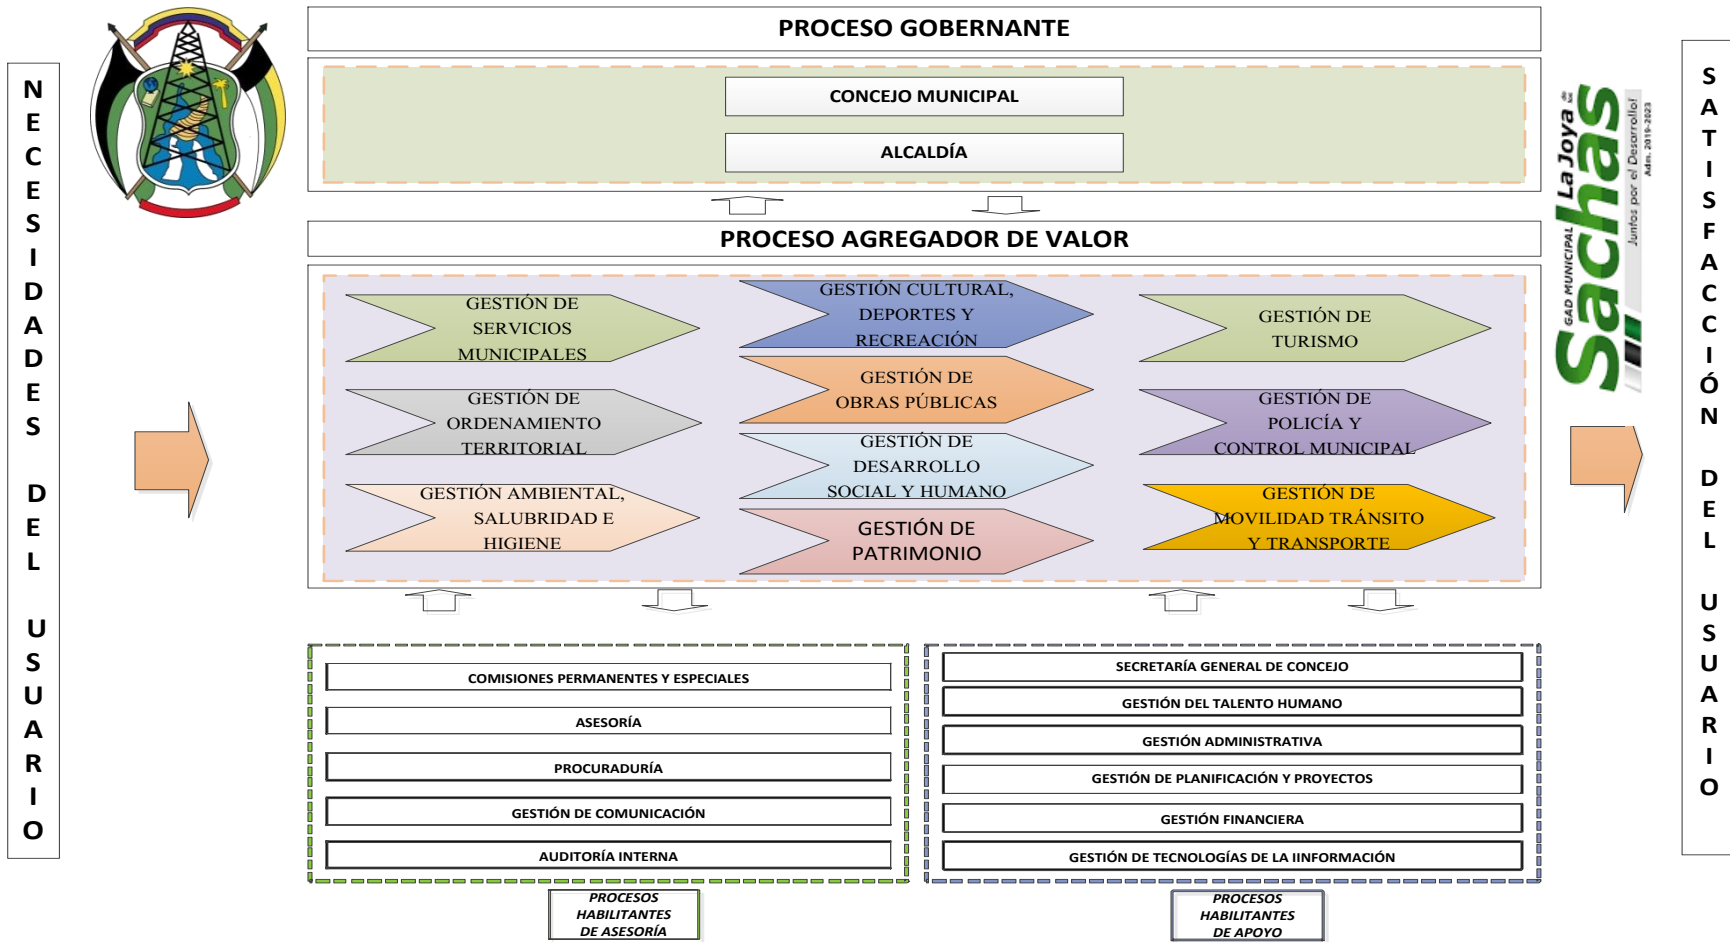 NECESIDADES DEL USUARIO
PROCESO GOBERNANTE
CONCEJO MUNICIPAL
ALCALDÍA
PROCESO AGREGADOR DE VALOR
GESTIÓN DE
SERVICIOS
MUNICIPALES
GESTIÓN DE
ORDENAMIENTO
TERRITORIAL
GESTIÓN AMBIENTAL,
SALUBRIDAD E
HIGIENE
GESTIÓN CULTURAL,
DEPORTES Y
RECREACIÓN
GESTIÓN DE
OBRAS PÚBLICAS
GESTIÓN DE
DESARROLLO
SOCIAL Y HUMANO
GESTIÓN DE
PATRIMONIO
GESTIÓN DE
TURISMO
GESTIÓN DE
POLICÍA Y
CONTROL MUNICIPAL
GESTIÓN DE
MOVILIDAD TRÁNSITO
Y TRANSPORTE
COMISIONES PERMANENTES Y ESPECIALES
ASESORÍA
PROCURADURÍA
GESTIÓN DE COMUNICACIÓN
AUDITORÍA INTERNA
PROCESOS
HABILITANTES
DE ASESORÍA
SECRETARÍA GENERAL DE CONCEJO
GESTIÓN DEL TALENTO HUMANO
GESTIÓN ADMINISTRATIVA
GESTIÓN DE PLANIFICACIÓN Y PROYECTOS
GESTIÓN FINANCIERA
GESTIÓN DE TECNOLOGÍAS DE LA IINFORMACIÓN
PROCESOS
HABILITANTES
DE APOYO
GAD MUNICIPAL La Joya de los
Sachas
Juntos por el Desarrollo!
Adm. 2019-2023
SATISFACCIÓN DEL USUARIO